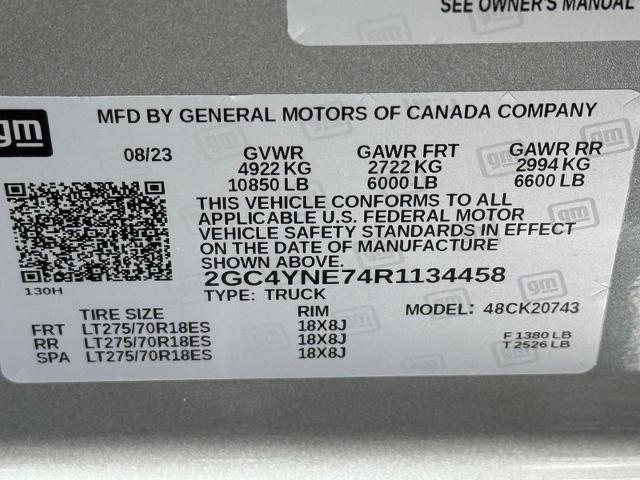 SEE OWNER'S MANUAL
gm
MFD BY GENERAL MOTORS OF CANADA COMPANY
08/23 GVWR GAWR FRT GAWR RR
4922 KG 2722 KG 2994 KG
10850 LB 6000 LB 6600 LB
THIS VEHICLE CONFORMS TO ALL
APPLICABLE U.S. FEDERAL MOTOR
VEHICLE SAFETY STANDARDS IN EFFECT
ON THE DATE OF MANUFACTURE
SHOWN ABOVE.
2GC4YNE74R1134458
130H
TYPE: TRUCK
TIRE SIZE RIM MODEL: 48CK20743
FRT LT275/70R18ES 18X8J F 1380 LB
RR LT275/70R18ES 18X8J T 2526 LB
SPA LT275/70R18ES 18X8J